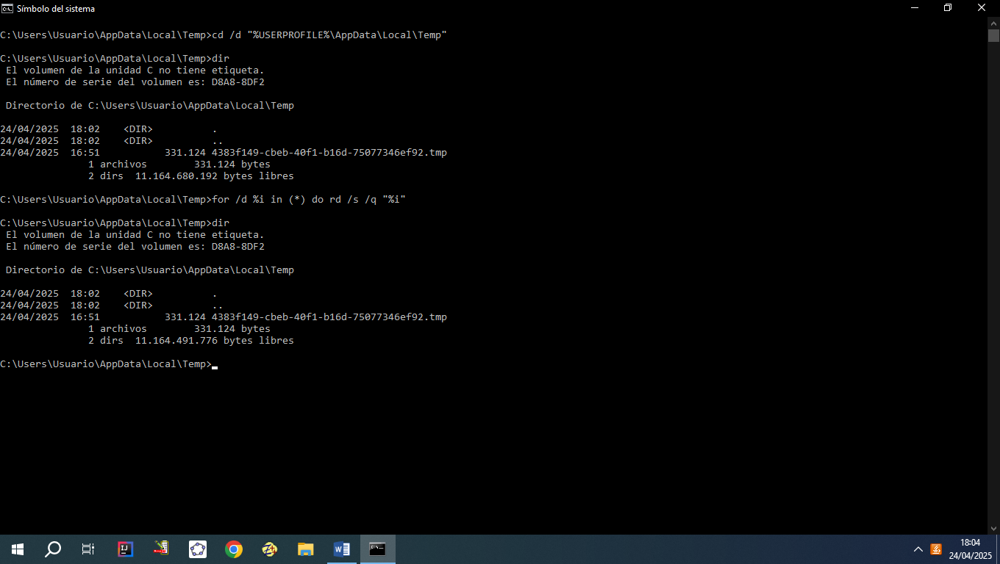 Símbolo del sistema
C:\Users\Usuario\AppData\Local\Temp>cd /d "%USERPROFILE%\AppData\Local\Temp"
C:\Users\Usuario\AppData\Local\Temp>dir
 El volumen de la unidad C no tiene etiqueta.
 El número de serie del volumen es: D8A8-8DF2
 Directorio de C:\Users\Usuario\AppData\Local\Temp
24/04/2025  18:02    <DIR>          .
24/04/2025  18:02    <DIR>          ..
24/04/2025  16:51           331.124 4383f149-cbeb-40f1-b16d-75077346ef92.tmp
               1 archivos        331.124 bytes
               2 dirs  11.164.680.192 bytes libres
C:\Users\Usuario\AppData\Local\Temp>for /d %i in (*) do rd /s /q "%i"
C:\Users\Usuario\AppData\Local\Temp>dir
 El volumen de la unidad C no tiene etiqueta.
 El número de serie del volumen es: D8A8-8DF2
 Directorio de C:\Users\Usuario\AppData\Local\Temp
24/04/2025  18:02    <DIR>          .
24/04/2025  18:02    <DIR>          ..
24/04/2025  16:51           331.124 4383f149-cbeb-40f1-b16d-75077346ef92.tmp
               1 archivos        331.124 bytes
               2 dirs  11.164.491.776 bytes libres
C:\Users\Usuario\AppData\Local\Temp>
18:04
24/04/2025